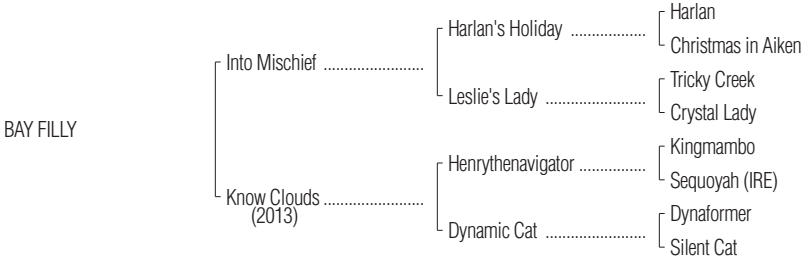 Harlan
Harlan's Holiday ..................
Christmas in Aiken
Into Mischief ........................
Tricky Creek
Leslie's Lady ........................
Crystal Lady
BAY FILLY
Kingmambo
Henrythenavigator ................
Sequoyah (IRE)
Know Clouds ........................
(2013)
Dynaformer
Dynamic Cat ........................
Silent Cat